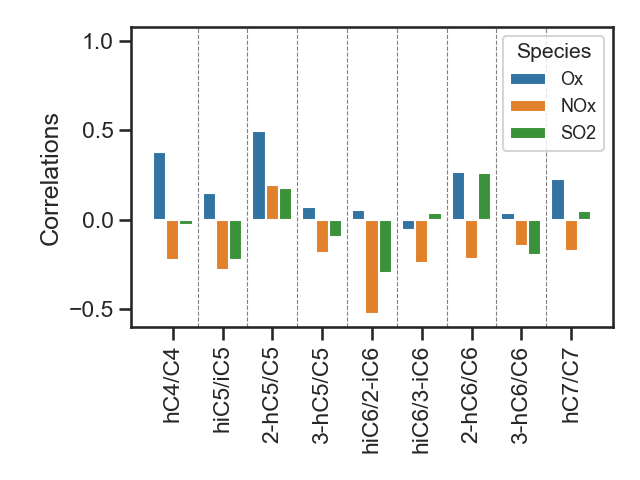 Correlations
1.0
0.5
0.0
−0.5
Species
Ox
NOx
SO2
hC4/C4
hiC5/iC5
2-hC5/C5
3-hC5/C5
hiC6/2-iC6
hiC6/3-iC6
2-hC6/C6
3-hC6/C6
hC7/C7